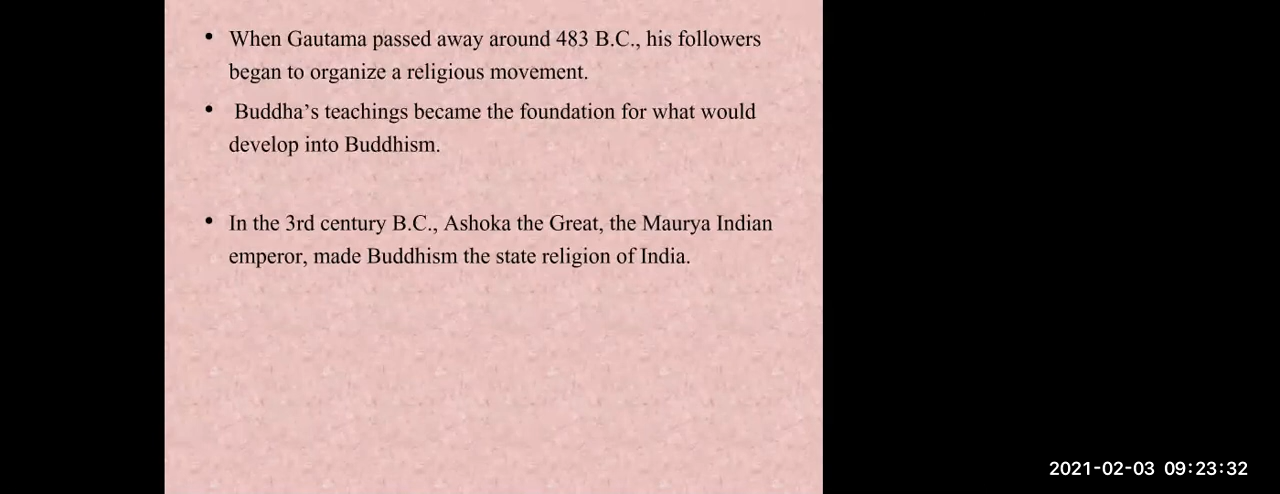 • When Gautama passed away around 483 B.C., his followers
began to organize a religious movement.
• Buddha’s teachings became the foundation for what would
develop into Buddhism.
• In the 3rd century B.C., Ashoka the Great, the Maurya Indian
emperor, made Buddhism the state religion of India.
2021-02-03 09:23:32